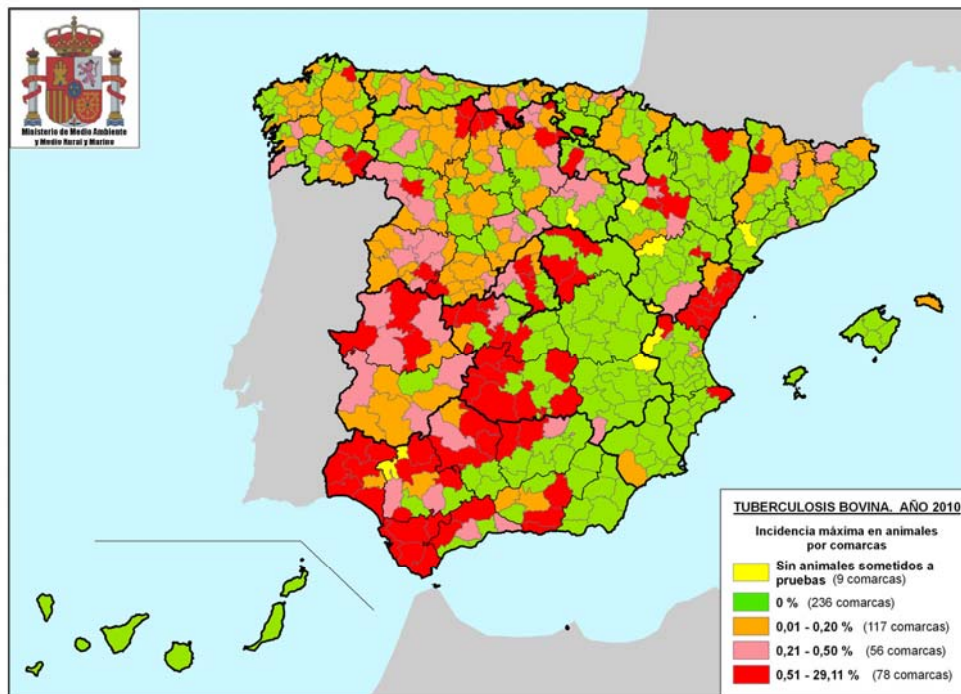 Ministerio de Medio Ambiente
y Medio Rural y Marino
TUBERCULOSIS BOVINA. AÑO 2010
Incidencia máxima en animales
por comarcas
Sin animales sometidos a
pruebas (9 comarcas)
0 % (236 comarcas)
0,01 - 0,20 % (117 comarcas)
0,21 - 0,50 % (56 comarcas)
0,51 - 29,11 % (78 comarcas)